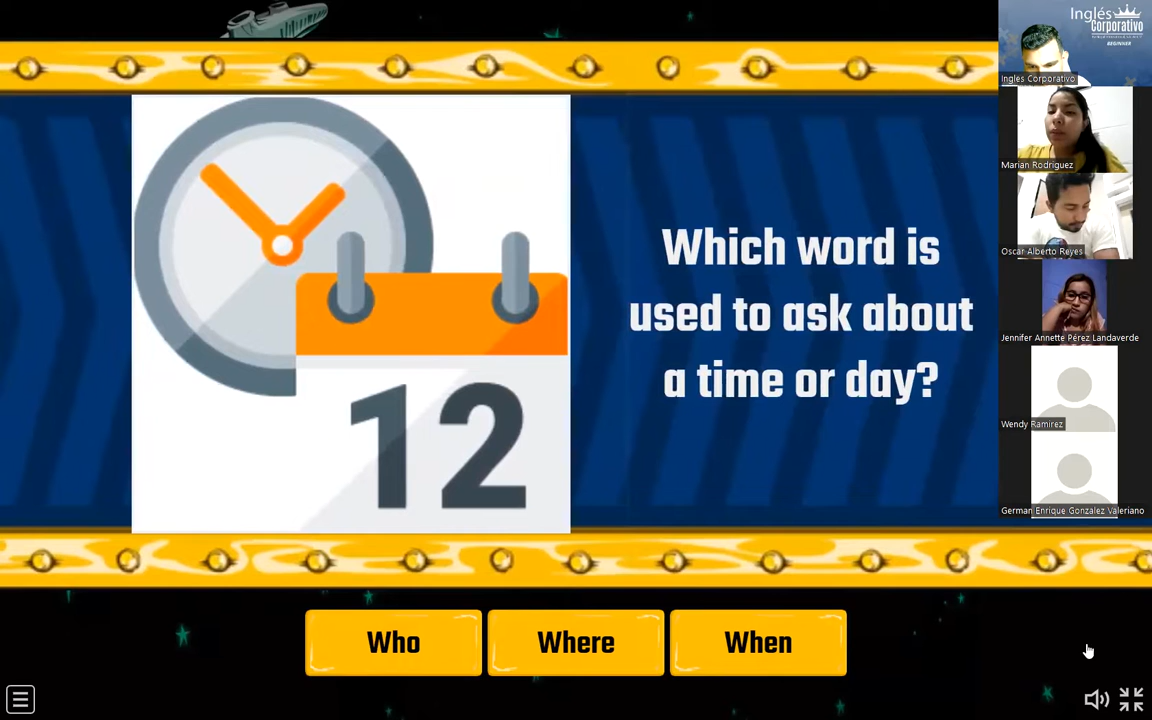 Inglés
Corporativo
BEGINNER
Ingles Corporativo
Marian Rodriguez
Oscar Alberto Reyes
Jennifer Annette Pérez Landaverde
Wendy Ramirez
German Enrique Gonzalez Valeriano
12
Which word is
used to ask about
a time or day?
Who
Where
When